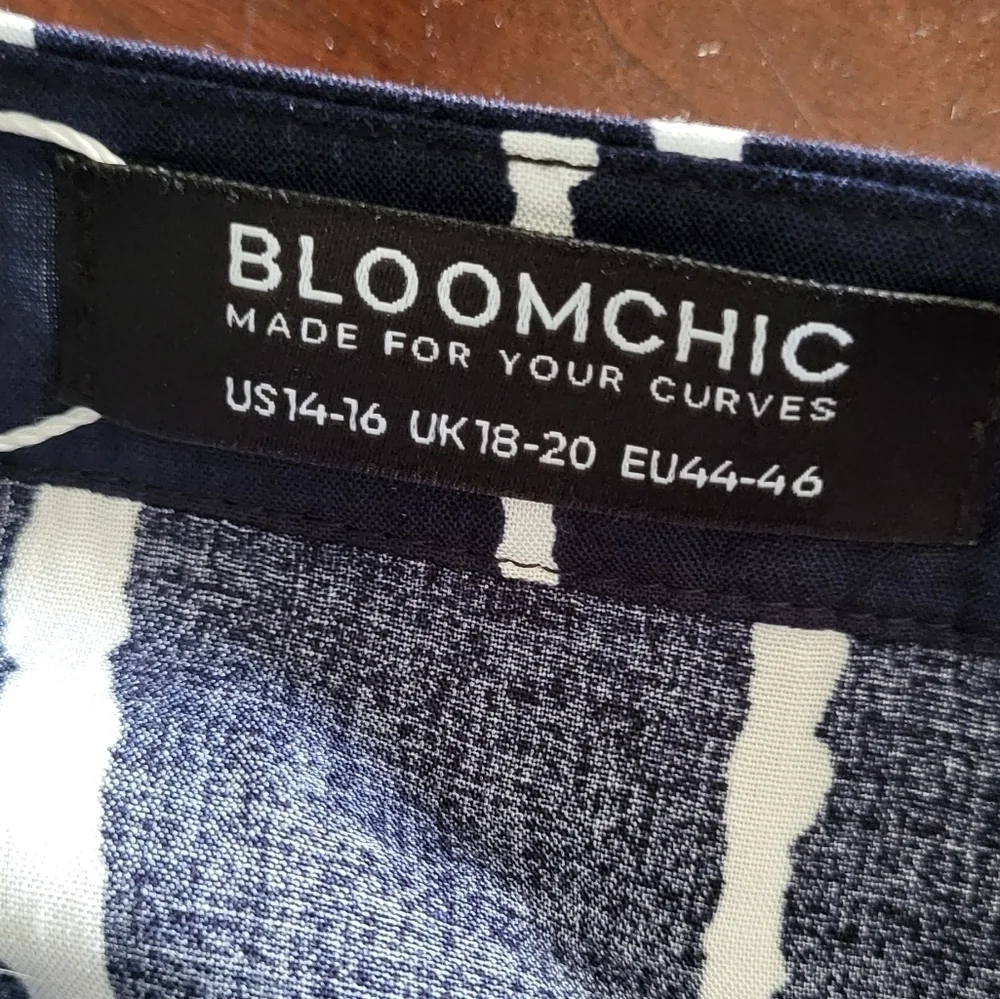 BLOOMCHIC
MADE FOR YOUR CURVES
US14-16 UK18-20 EU44-46